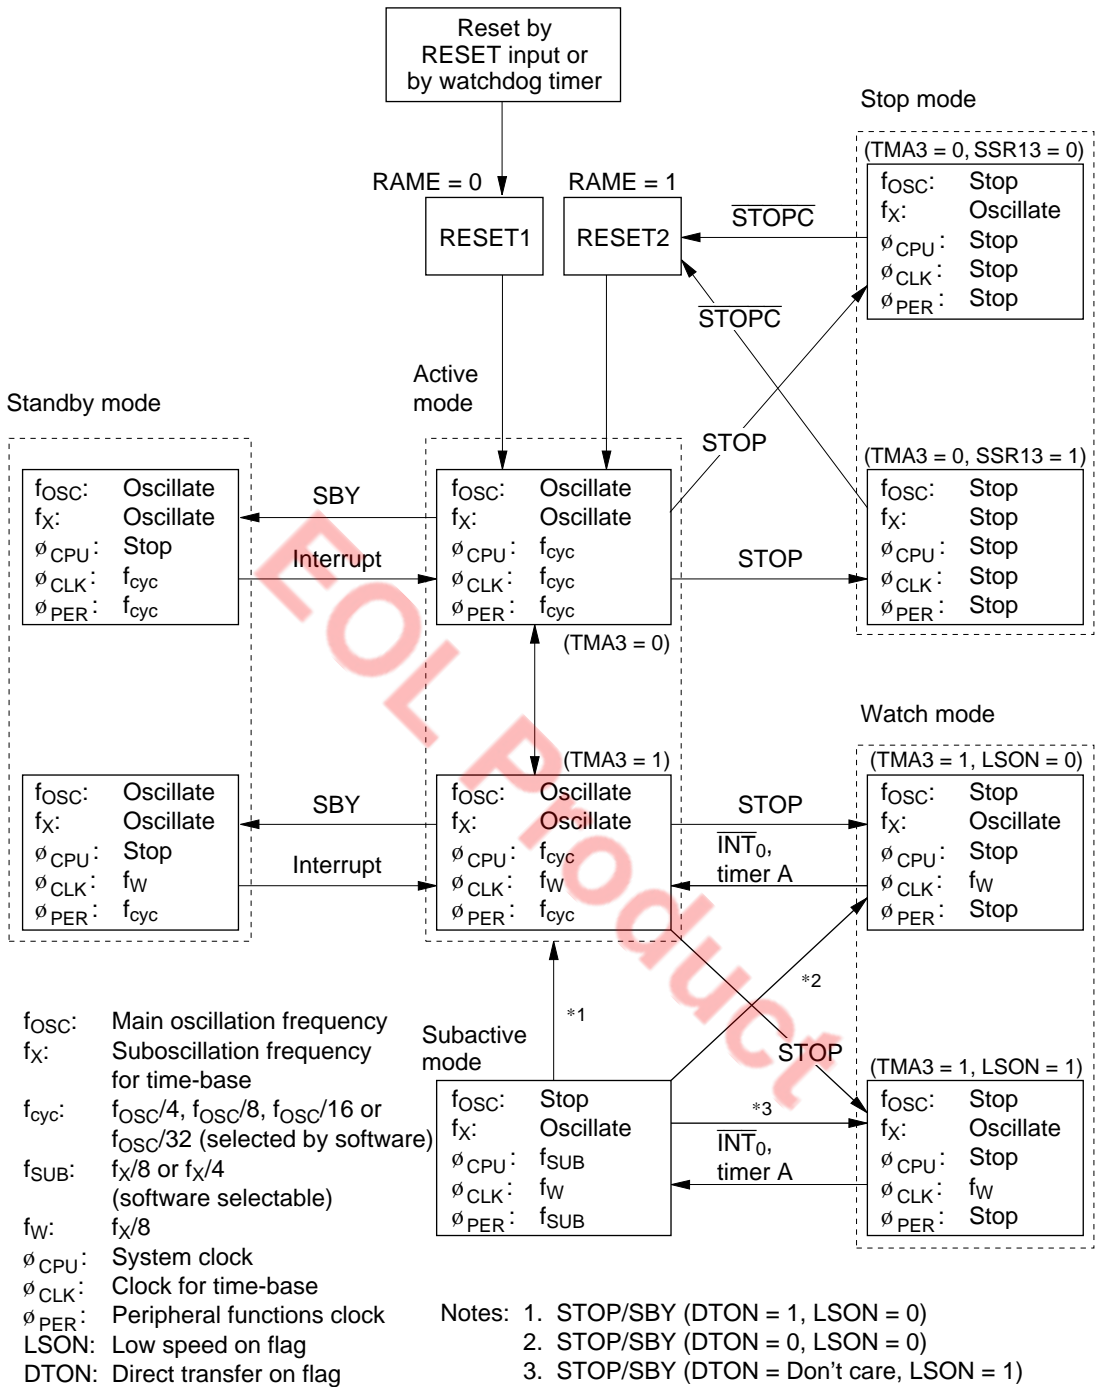 Reset by
RESET input or
by watchdog timer
RAME = 0
RAME = 1
RESET1
RESET2
Stop mode
(TMA3 = 0, SSR13 = 0)
fOSC: Stop
fX: Oscillate
øCPU: Stop
øCLK: Stop
øPER: Stop
STOPC
STOPC
STOP
Active
mode
Standby mode
(TMA3 = 0, SSR13 = 1)
fOSC: Stop
fX: Stop
øCPU: Stop
øCLK: Stop
øPER: Stop
fOSC: Oscillate
fX: Oscillate
øCPU: Stop
øCLK: fcyc
øPER: fcyc
SBY
Interrupt
fOSC: Oscillate
fX: Oscillate
øCPU: fcyc
øCLK: fcyc
øPER: fcyc
STOP
(TMA3 = 0)
EOL Product
Watch mode
(TMA3 = 1)
(TMA3 = 1, LSON = 0)
fOSC: Oscillate
fX: Oscillate
øCPU: Stop
øCLK: fW
øPER: fcyc
SBY
Interrupt
fOSC: Oscillate
fX: Oscillate
øCPU: fcyc
øCLK: fW
øPER: fcyc
STOP
INT0,
timer A
fOSC: Stop
fX: Oscillate
øCPU: Stop
øCLK: fW
øPER: Stop
*1
*2
STOP
Subactive
mode
(TMA3 = 1, LSON = 1)
fOSC: Stop
fX: Oscillate
øCPU: fSUB
øCLK: fW
øPER: fSUB
*3
INT0,
timer A
fOSC: Stop
fX: Oscillate
øCPU: Stop
øCLK: fW
øPER: Stop
fOSC: Main oscillation frequency
fX: Suboscillation frequency
for time-base
fcyc: fOSC/4, fOSC/8, fOSC/16 or
fOSC/32 (selected by software)
fSUB: fX/8 or fX/4
(software selectable)
fW: fX/8
øCPU: System clock
øCLK: Clock for time-base
øPER: Peripheral functions clock
LSON: Low speed on flag
DTON: Direct transfer on flag
Notes: 1. STOP/SBY (DTON = 1, LSON = 0)
2. STOP/SBY (DTON = 0, LSON = 0)
3. STOP/SBY (DTON = Don't care, LSON = 1)